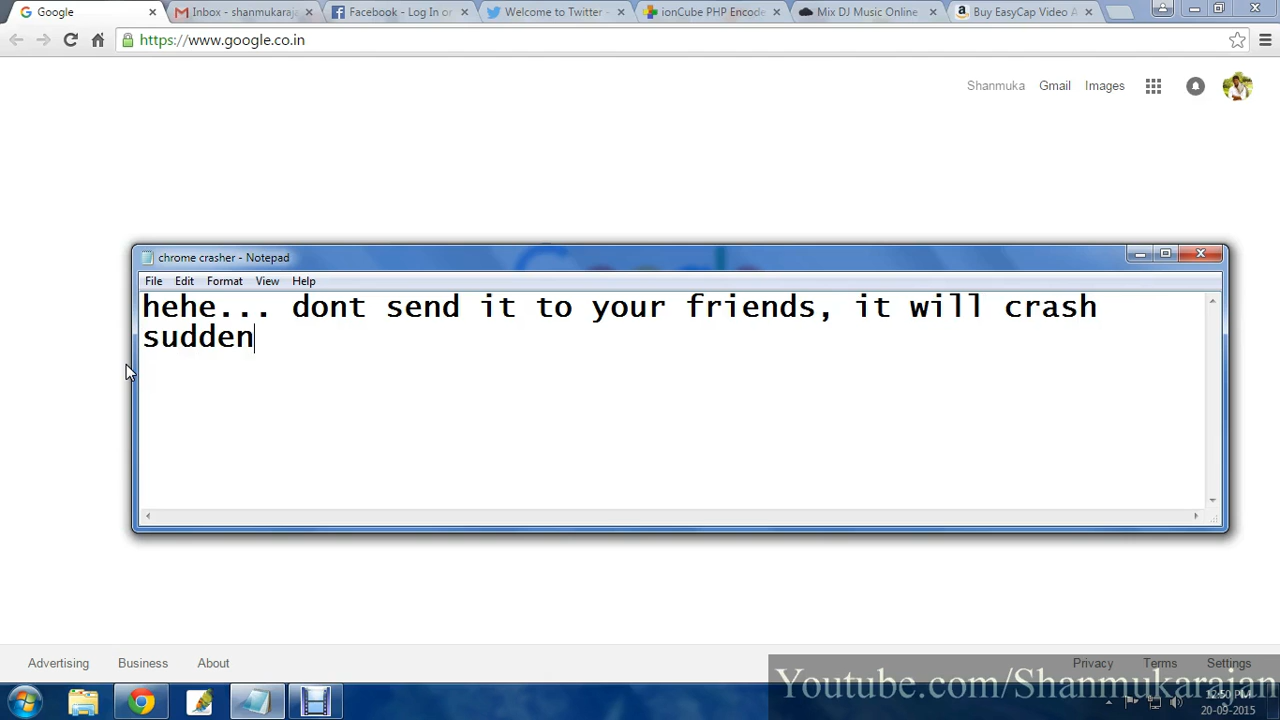 Google
Inbox - shanmukaraja
Facebook - Log In or
Welcome to Twitter -
ionCube PHP Encode
Mix DJ Music Online
Buy EasyCap Video A
https://www.google.co.in
Shanmuka Gmail Images
chrome crasher - Notepad
File Edit Format View Help
hehe... dont send it to your friends, it will crash
sudden
Advertising Business About
Privacy Terms Settings
Youtube.com/Shanmukarajan
12:50 PM
20-09-2015